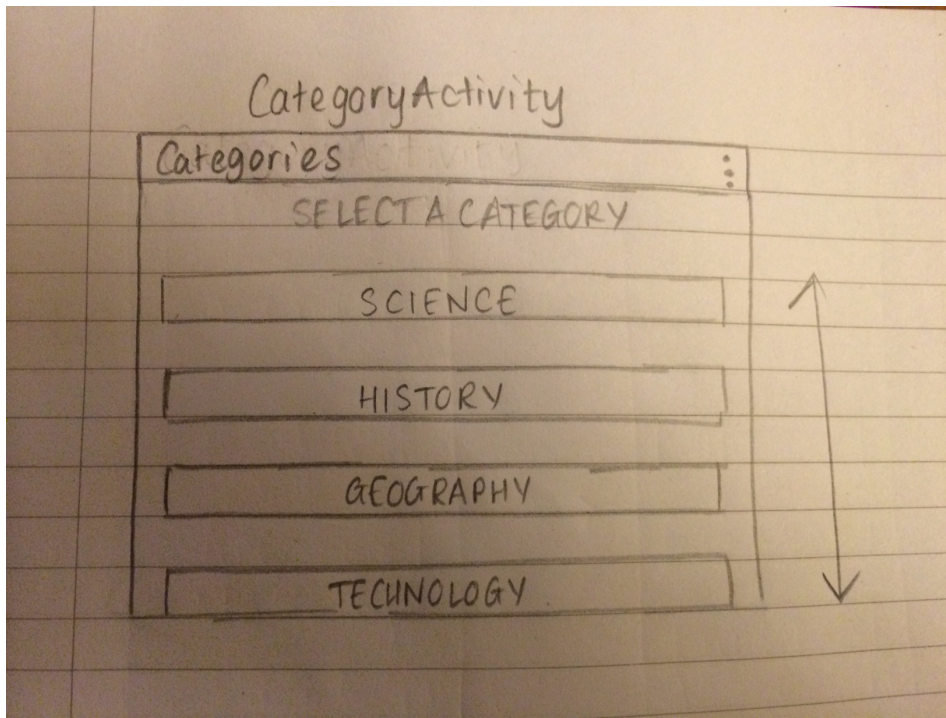 CategoryActivity
Categories
SELECT A CATEGORY
SCIENCE
HISTORY
GEOGRAPHY
TECHNOLOGY